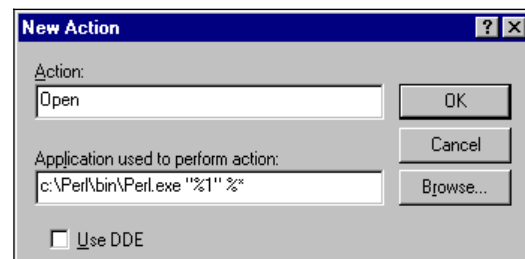 New Action
Action:
Open
OK
Cancel
Application used to perform action:
c:\Perl\bin\Perl.exe "%1" %*
Browse...
Use DDE